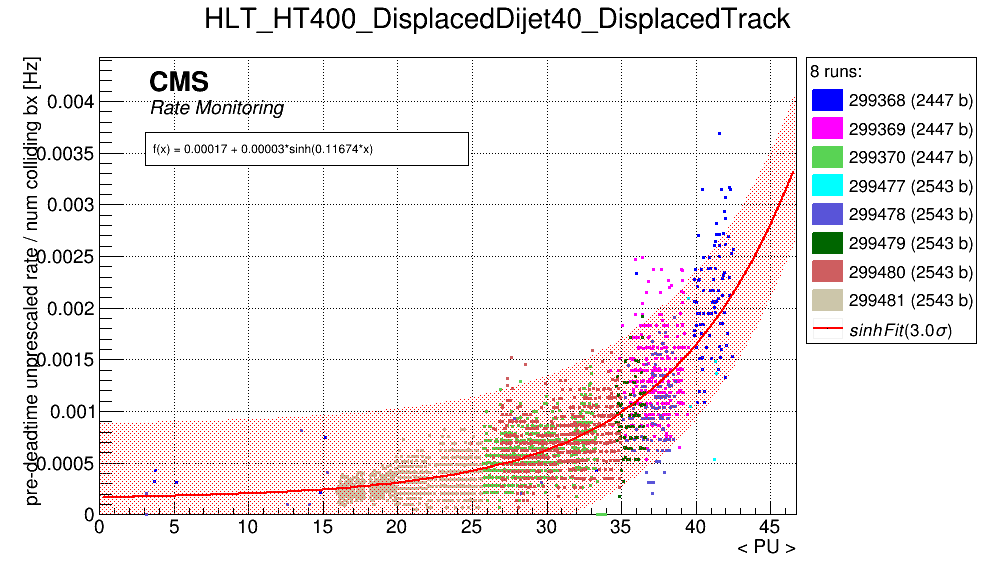 HLT_HT400_DisplacedDijet40_DisplacedTrack
pre-deadtime unprescaled rate / num colliding bx [Hz]
CMS
Rate Monitoring
f(x) = 0.00017 + 0.00003*sinh(0.11674*x)
0.004
0.0035
0.003
0.0025
0.002
0.0015
0.001
0.0005
0
0 5 10 15 20 25 30 35 40 45
< PU >
8 runs:
299368 (2447 b)
299369 (2447 b)
299370 (2447 b)
299477 (2543 b)
299478 (2543 b)
299479 (2543 b)
299480 (2543 b)
299481 (2543 b)
sinhFit(3.0σ)